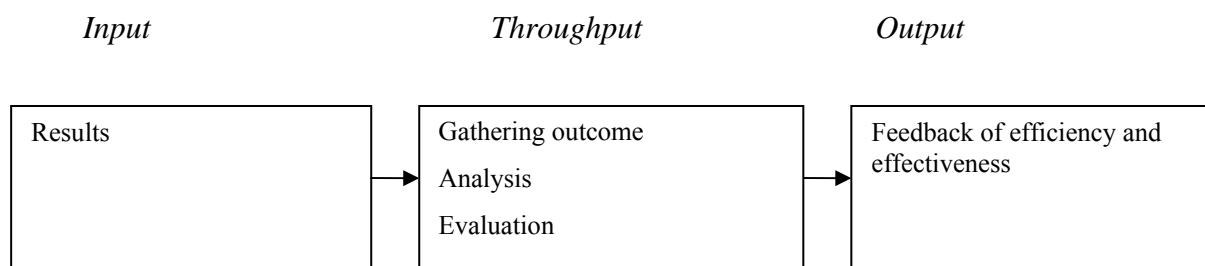 Input
Throughput
Output
Results
Gathering outcome
Analysis
Evaluation
Feedback of efficiency and
effectiveness